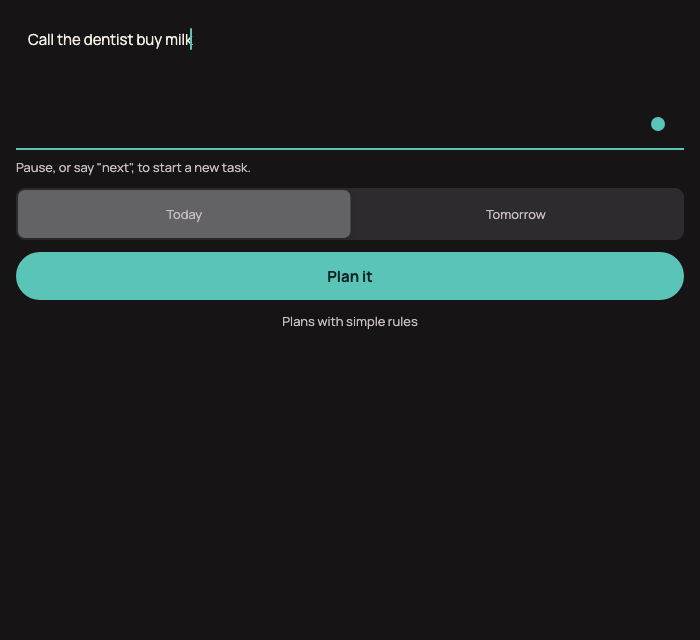 Call the dentist buy milk
Pause, or say "next", to start a new task.
Today
Tomorrow
Plan it
Plans with simple rules